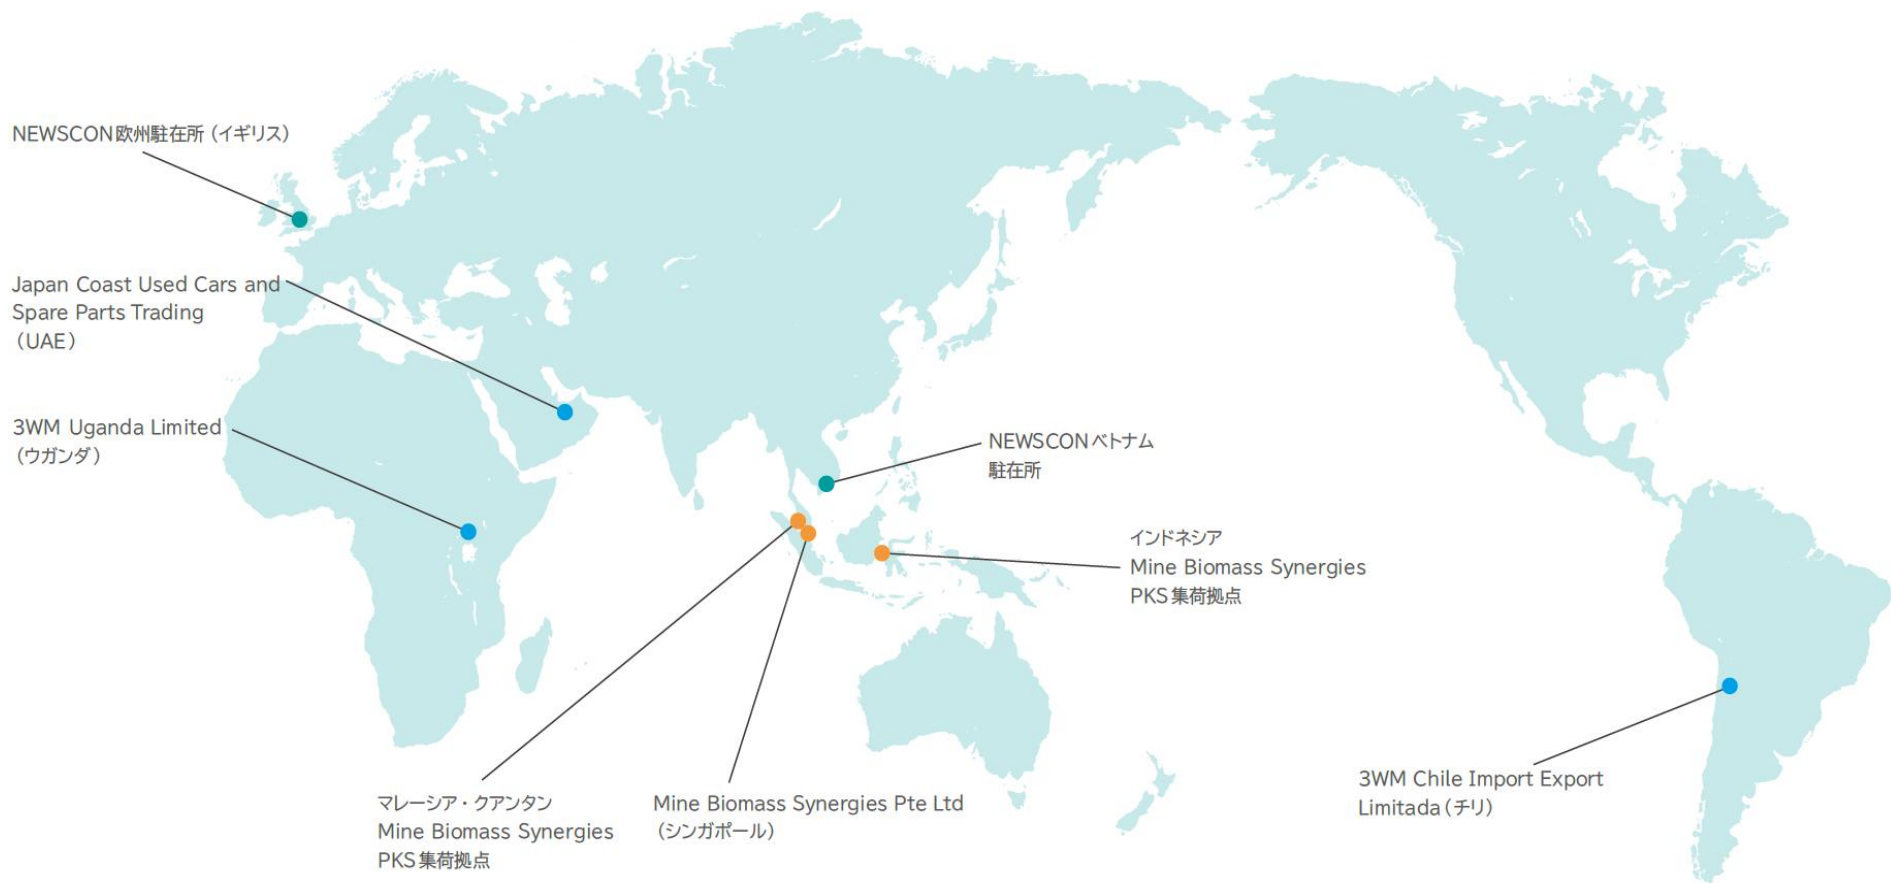 NEWSCON欧州駐在所（イギリス）
Japan Coast Used Cars and
Spare Parts Trading
（UAE）
3WM Uganda Limited
（ウガンダ）
NEWSCONベトナム
駐在所
インドネシア
Mine Biomass Synergies
PKS集荷拠点
マレーシア・クアンタン
Mine Biomass Synergies
PKS集荷拠点
Mine Biomass Synergies Pte Ltd
（シンガポール）
3WM Chile Import Export
Limitada（チリ）